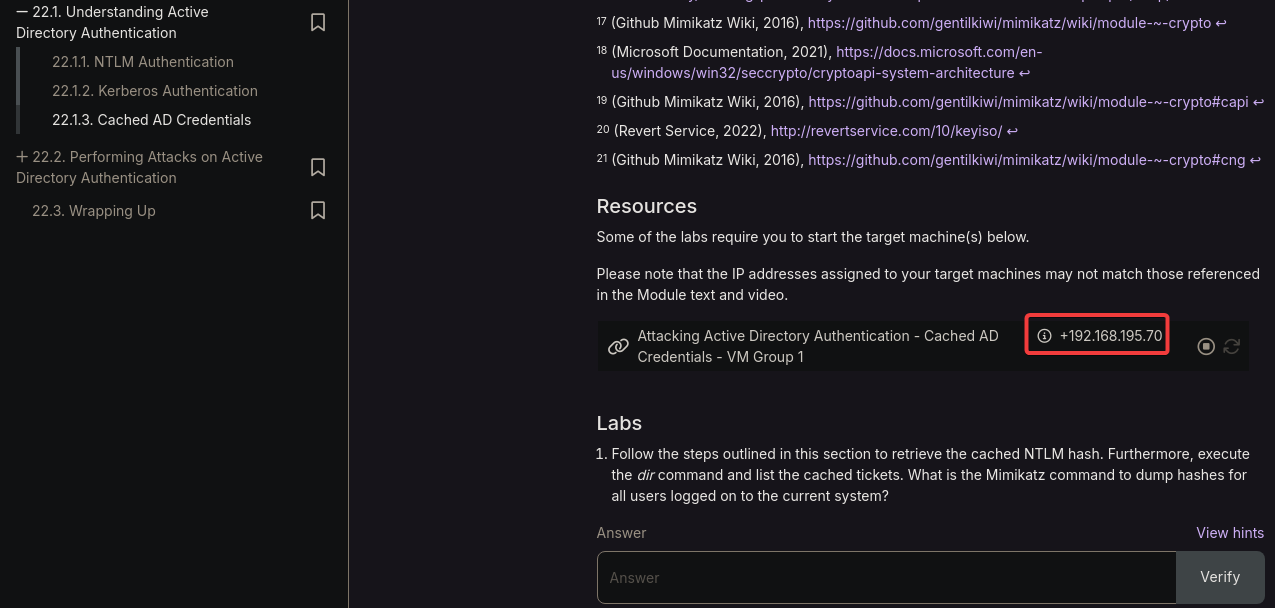 — 22.1. Understanding Active
Directory Authentication
22.1.1. NTLM Authentication
22.1.2. Kerberos Authentication
22.1.3. Cached AD Credentials
+ 22.2. Performing Attacks on Active
Directory Authentication
22.3. Wrapping Up
17 (Github Mimikatz Wiki, 2016), https://github.com/gentilkiwi/mimikatz/wiki/module-~-crypto ↩
18 (Microsoft Documentation, 2021), https://docs.microsoft.com/en-
us/windows/win32/seccrypto/cryptoapi-system-architecture ↩
19 (Github Mimikatz Wiki, 2016), https://github.com/gentilkiwi/mimikatz/wiki/module-~-crypto#capi ↩
20 (Revert Service, 2022), http://revertservice.com/10/keyiso/ ↩
21 (Github Mimikatz Wiki, 2016), https://github.com/gentilkiwi/mimikatz/wiki/module-~-crypto#cng ↩
Resources
Some of the labs require you to start the target machine(s) below.
Please note that the IP addresses assigned to your target machines may not match those referenced
in the Module text and video.
Attacking Active Directory Authentication - Cached AD
Credentials - VM Group 1
+192.168.195.70
Labs
1. Follow the steps outlined in this section to retrieve the cached NTLM hash. Furthermore, execute
the dir command and list the cached tickets. What is the Mimikatz command to dump hashes for
all users logged on to the current system?
Answer
View hints
Answer
Verify